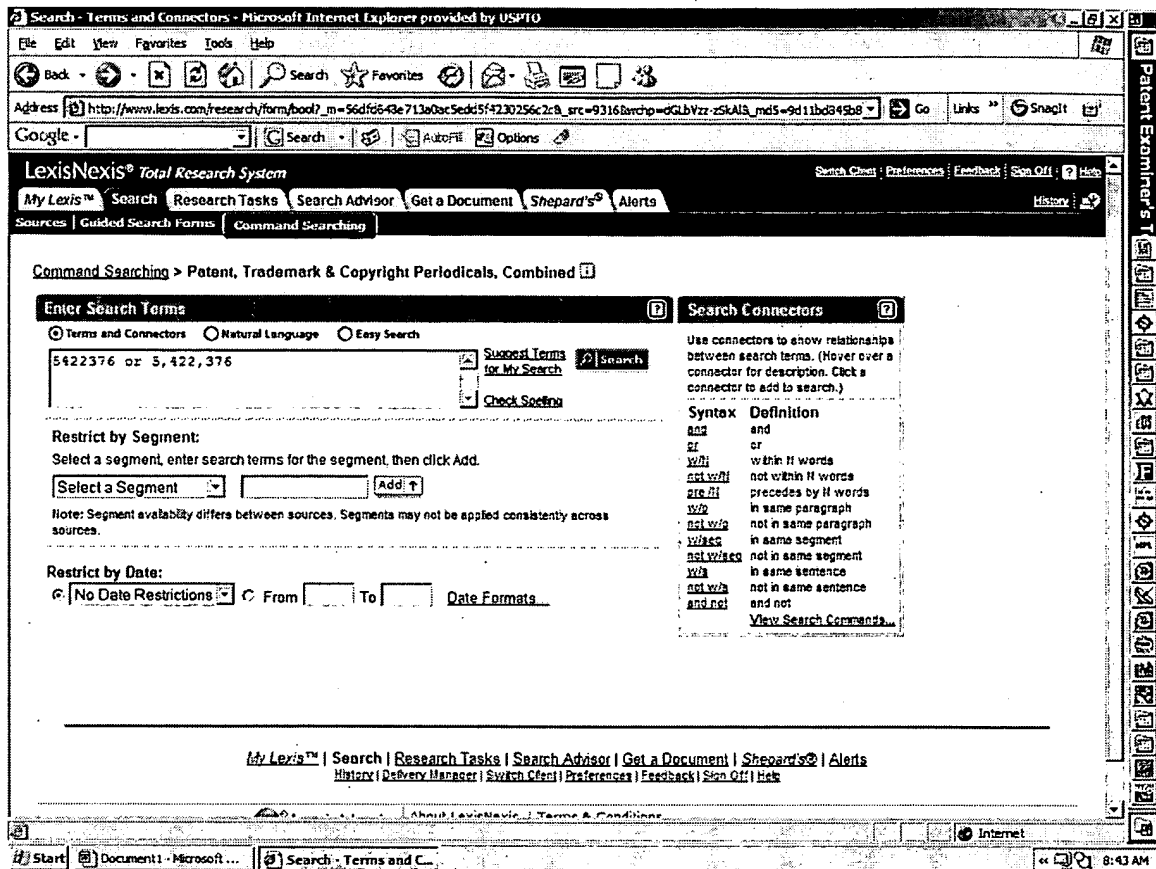 Search - Terms and Connectors - Microsoft Internet Explorer provided by USPTO
File Edit View Favorites Tools Help
Back Search Favorites
Address http://www.lexis.com/research/form/bool?_m=56dfd643e713a0ac5edd5f4230256c2c&_src=9316&wchp=dGLbVzz-zSkAl&_md5=9d11bd345b8 Go Links » SnagIt
Google - Search AutoFill Options
Patent Examiner's T
LexisNexis® Total Research System
Switch Client | Preferences | Feedback | Sign Off | ? Help
My Lexis™ Search Research Tasks Search Advisor Get a Document Shepard's® Alerts
History
Sources | Guided Search Forms | Command Searching
Command Searching > Patent, Trademark & Copyright Periodicals, Combined i
Enter Search Terms ?
Terms and Connectors Natural Language Easy Search
5422376 or 5,422,376
Suggest Terms for My Search
Search
Check Spelling
Restrict by Segment:
Select a segment, enter search terms for the segment, then click Add.
Select a Segment Add
Note: Segment availability differs between sources. Segments may not be applied consistently across
sources.
Restrict by Date:
No Date Restrictions From To Date Formats...
Search Connectors ?
Use connectors to show relationships
between search terms. (Hover over a
connector for description. Click a
connector to add to search.)
Syntax Definition
and and
or or
w/N within N words
not w/N not within N words
pre /N precedes by N words
w/p in same paragraph
not w/p not in same paragraph
w/seg in same segment
not w/seg not in same segment
w/s in same sentence
not w/s not in same sentence
and not and not
View Search Commands...
My Lexis™ | Search | Research Tasks | Search Advisor | Get a Document | Shepard's® | Alerts
History | Delivery Manager | Switch Client | Preferences | Feedback | Sign Off | Help
About LexisNexis | Terms & Conditions
Internet
Start Document1 - Microsoft ... Search - Terms and C... « 8:43 AM